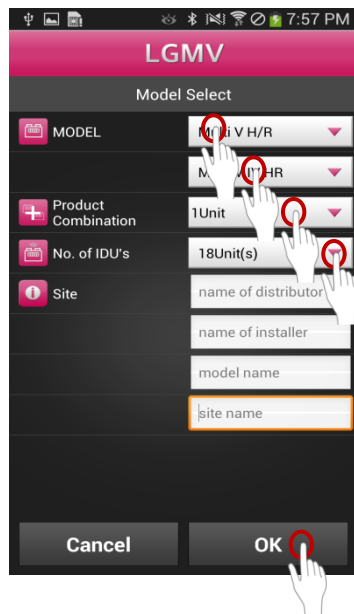 7:57 PM
LGMV
Model Select
MODEL
V H/R
HR
Product
Combination
1Unit
No. of IDU's
18Unit(s)
Site
name of distributor
name of installer
model name
site name
Cancel
OK